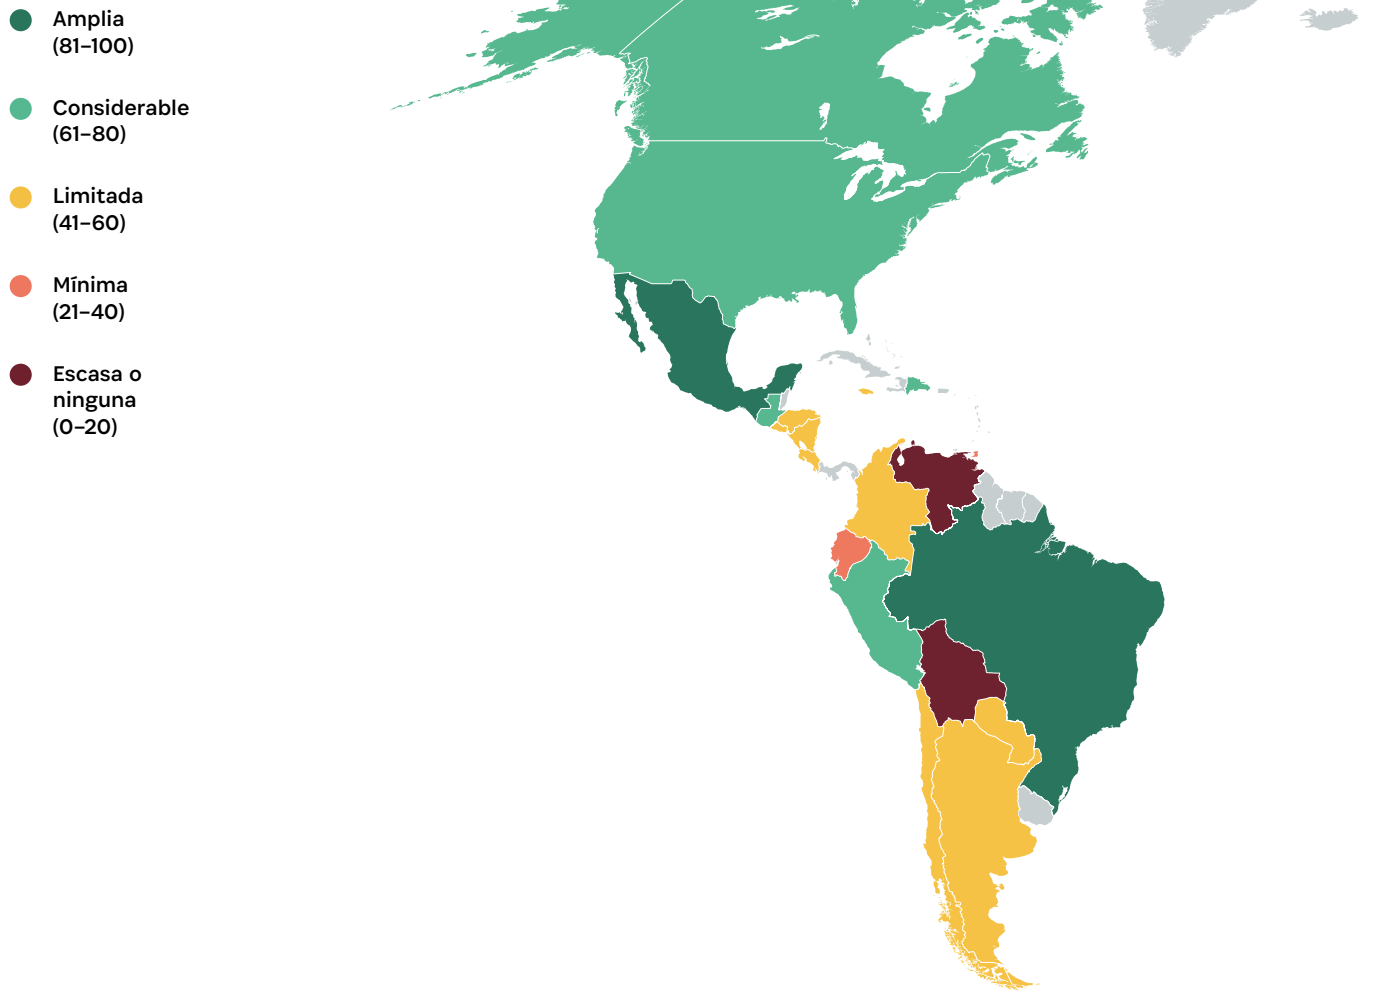 Amplia
(81–100)
Considerable
(61–80)
Limitada
(41–60)
Mínima
(21–40)
Escasa o
ninguna
(0–20)